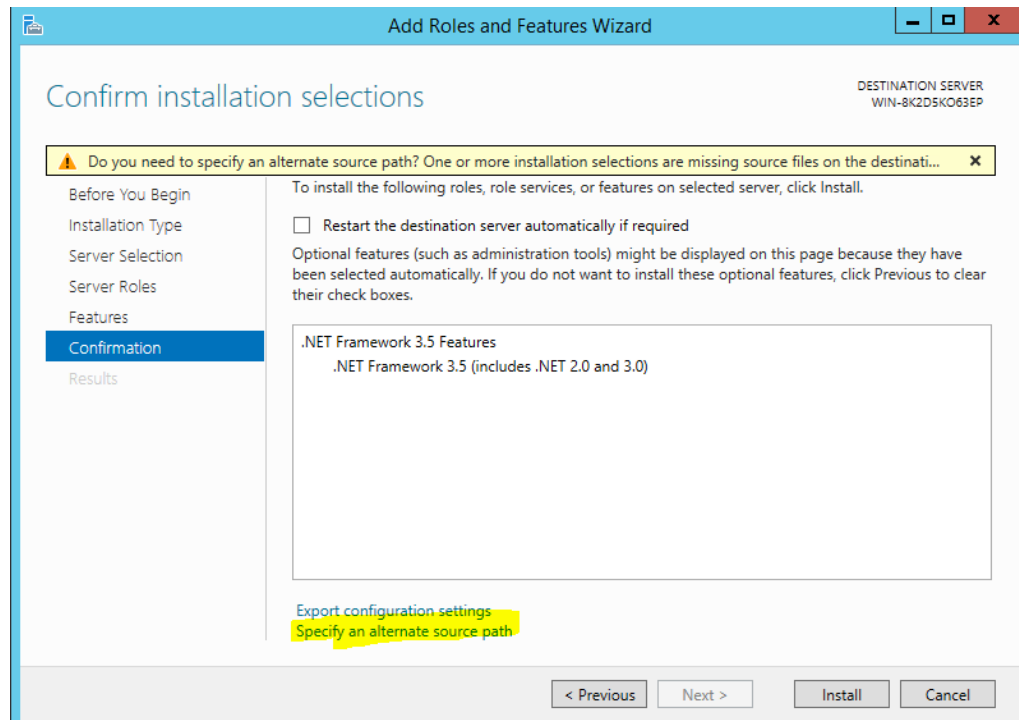 Add Roles and Features Wizard
Confirm installation selections
DESTINATION SERVER
WIN-8K2D5KO63EP
Do you need to specify an alternate source path? One or more installation selections are missing source files on the destinati...
Before You Begin
Installation Type
Server Selection
Server Roles
Features
Confirmation
Results
To install the following roles, role services, or features on selected server, click Install.
Restart the destination server automatically if required
Optional features (such as administration tools) might be displayed on this page because they have
been selected automatically. If you do not want to install these optional features, click Previous to clear
their check boxes.
.NET Framework 3.5 Features
.NET Framework 3.5 (includes .NET 2.0 and 3.0)
Export configuration settings
Specify an alternate source path
< Previous
Next >
Install
Cancel